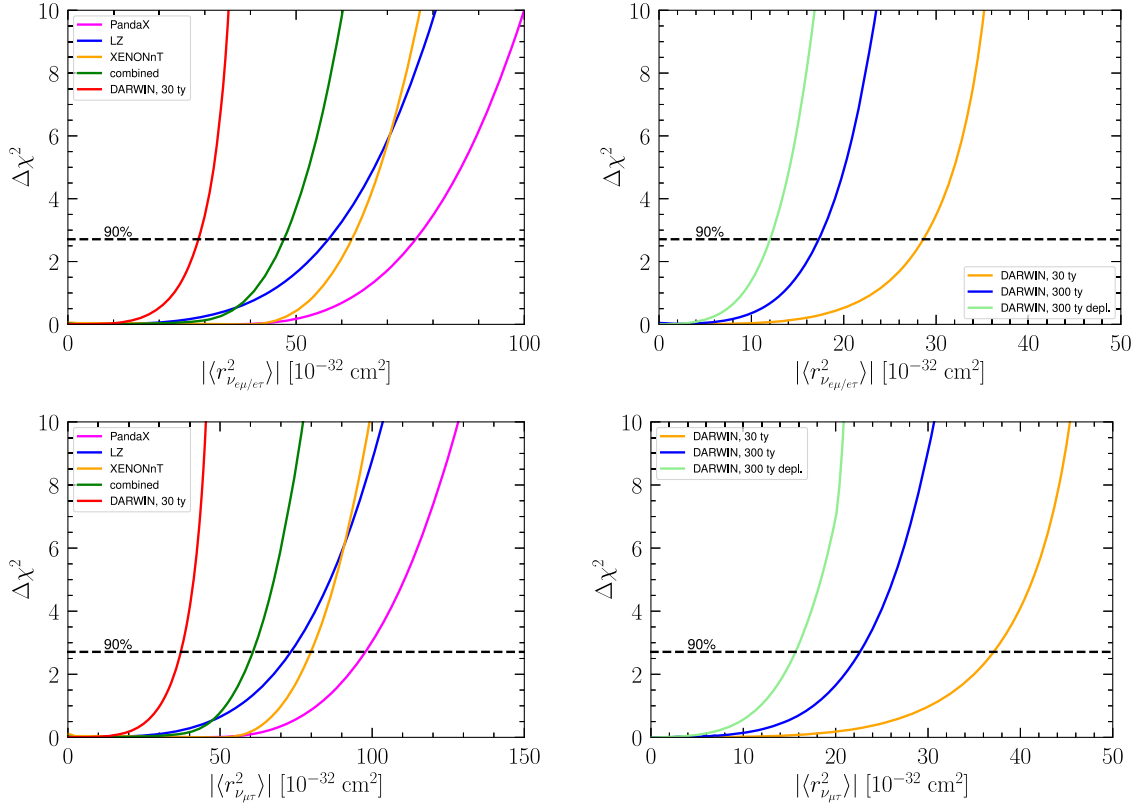 10
8
6
4
2
0
Δχ²
PandaX
LZ
XENONnT
combined
DARWIN, 30 ty
90%
0 50 100
|⟨r²_{ν_{eμ/eτ}}⟩| [10⁻³² cm²]
10
8
6
4
2
0
Δχ²
90%
DARWIN, 30 ty
DARWIN, 300 ty
DARWIN, 300 ty depl.
0 10 20 30 40 50
|⟨r²_{ν_{eμ/eτ}}⟩| [10⁻³² cm²]
10
8
6
4
2
0
Δχ²
PandaX
LZ
XENONnT
combined
DARWIN, 30 ty
90%
0 50 100 150
|⟨r²_{ν_{μτ}}⟩| [10⁻³² cm²]
10
8
6
4
2
0
Δχ²
DARWIN, 30 ty
DARWIN, 300 ty
DARWIN, 300 ty depl.
90%
0 10 20 30 40 50
|⟨r²_{ν_{μτ}}⟩| [10⁻³² cm²]